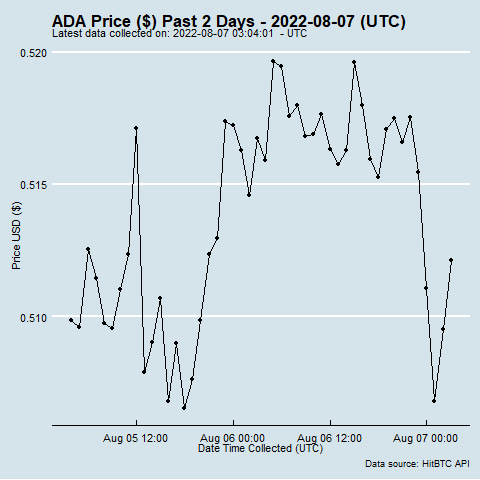 ADA Price ($) Past 2 Days - 2022-08-07 (UTC)
Latest data collected on: 2022-08-07 03:04:01 - UTC
0.520
0.515
0.510
Price USD ($)
Aug 05 12:00 Aug 06 00:00 Aug 06 12:00 Aug 07 00:00
Date Time Collected (UTC)
Data source: HitBTC API